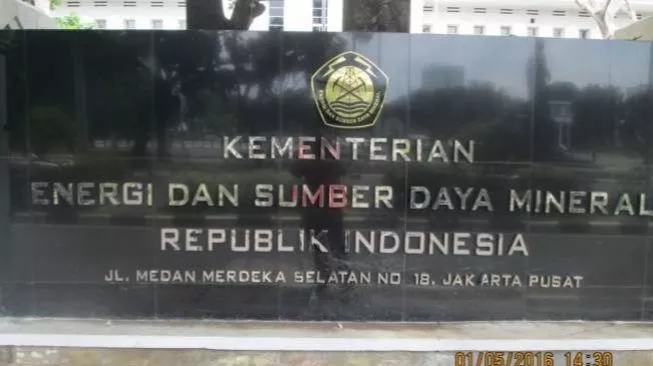 KEMENTERIAN
ENERGI DAN SUMBER DAYA MINERAL
REPUBLIK INDONESIA
JL. MEDAN MERDEKA SELATAN NO 18. JAKARTA PUSAT
01/05/2016 14:30